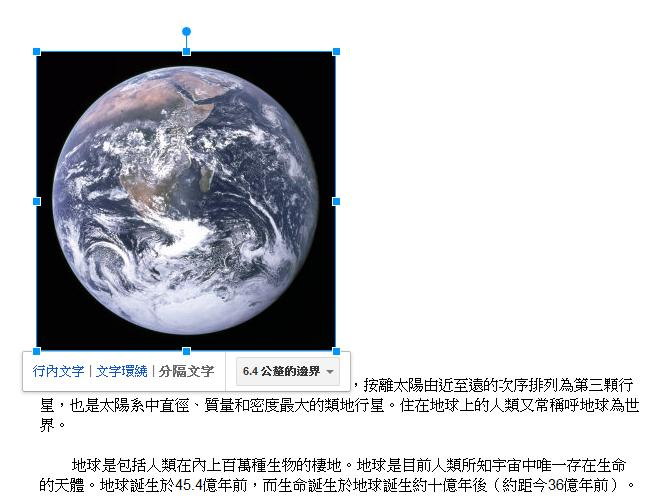 行內文字 | 文字環繞 | 分隔文字 6.4 公釐的邊界
，按離太陽由近至遠的次序排列為第三顆行
星，也是太陽系中直徑、質量和密度最大的類地行星。住在地球上的人類又常稱呼地球為世
界。
地球是包括人類在內上百萬種生物的棲地。地球是目前人類所知宇宙中唯一存在生命
的天體。地球誕生於45.4億年前，而生命誕生於地球誕生約十億年後（約距今36億年前）。